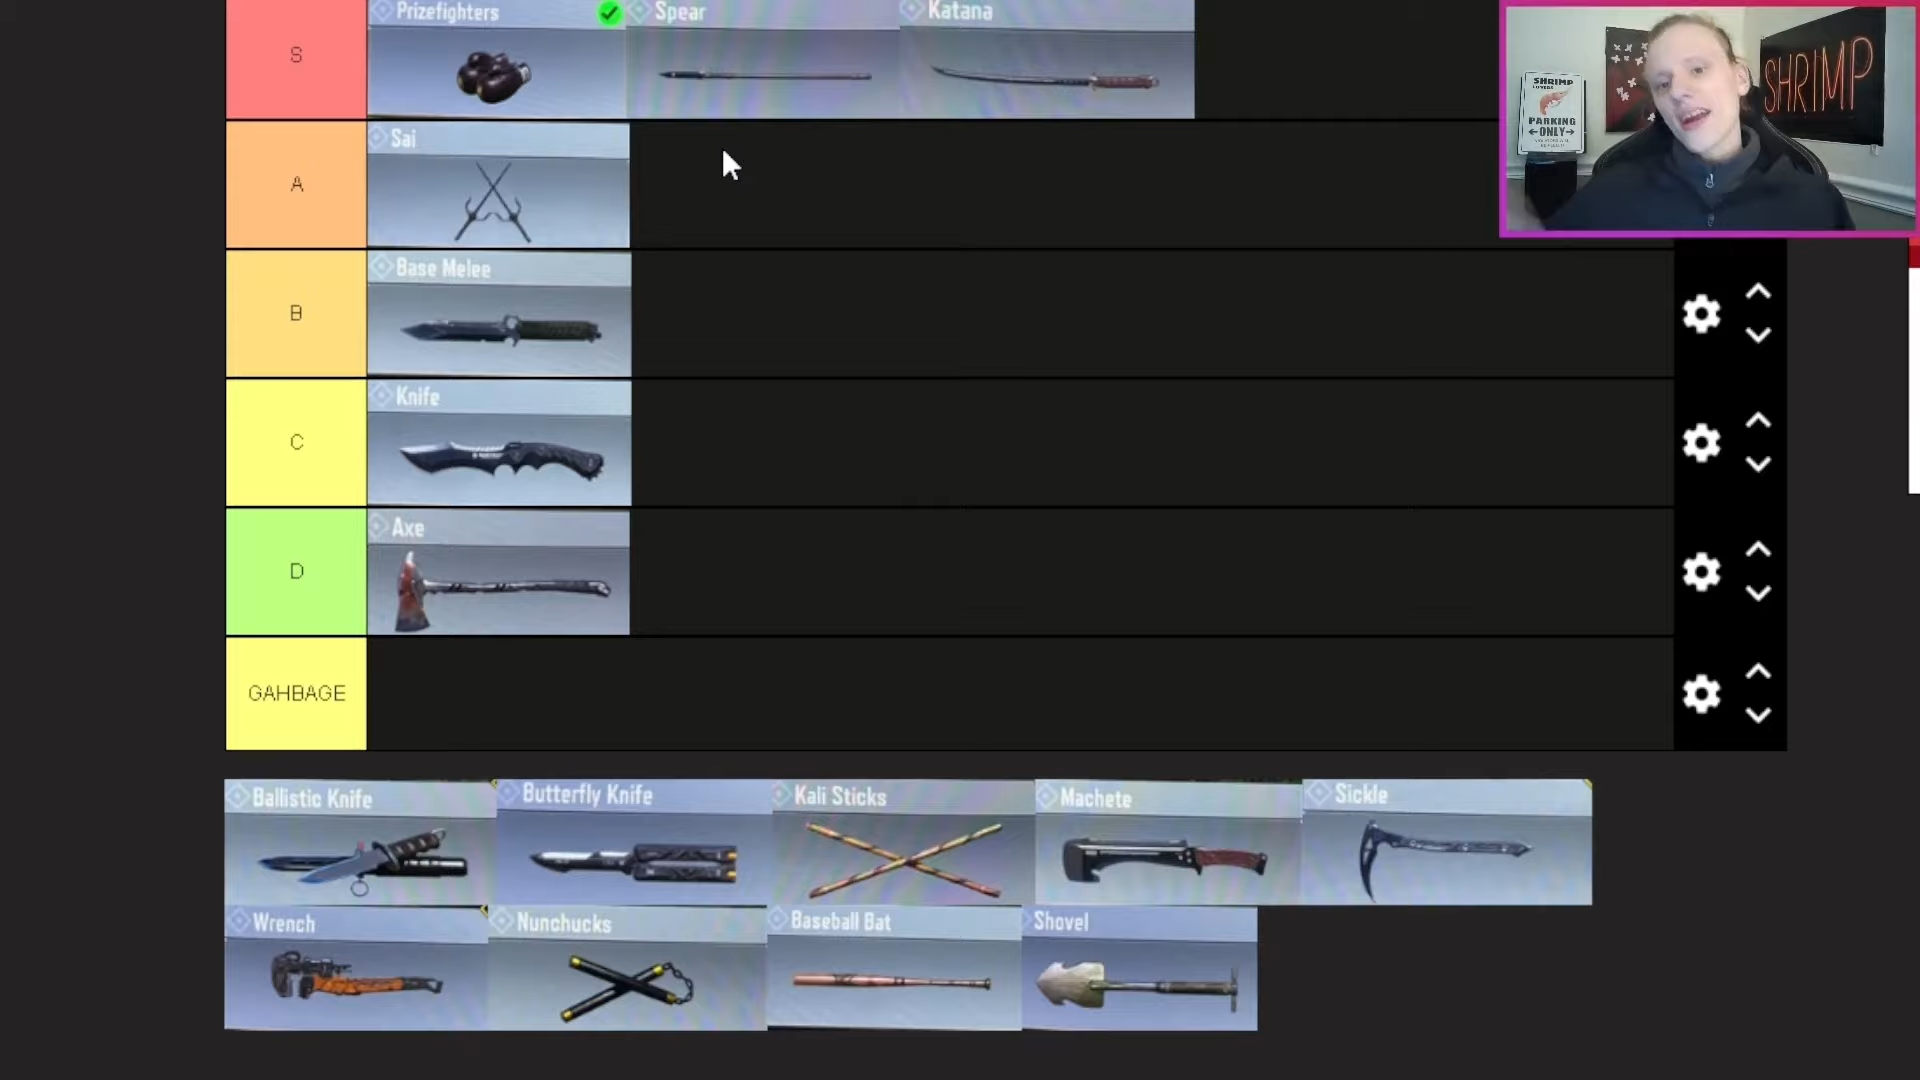 S
Prizefighters
Spear
Katana
SHRIMP
PARKING
←ONLY→
SHRIMP
A
Sai
B
Base Melee
C
Knife
D
Axe
GAHBAGE
Ballistic Knife
Butterfly Knife
Kali Sticks
Machete
Sickle
Wrench
Nunchucks
Baseball Bat
Shovel